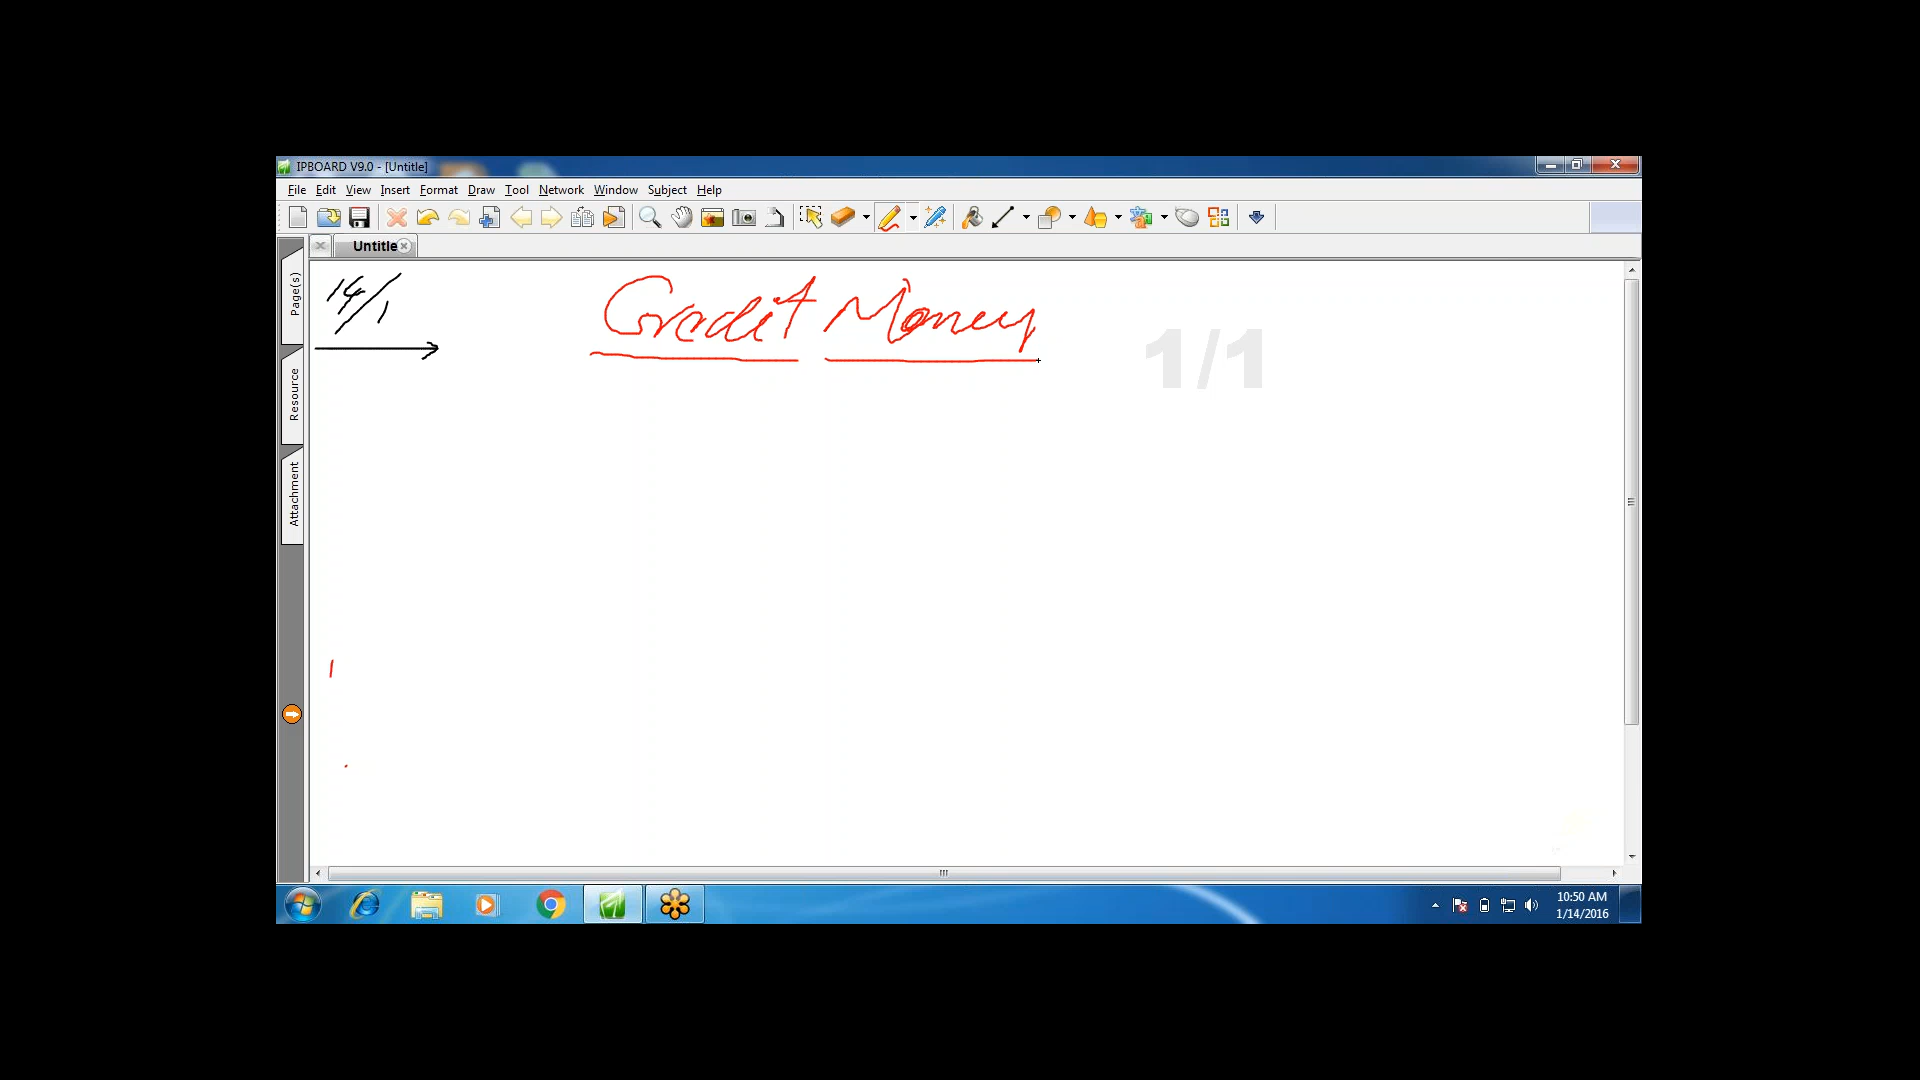 IPBOARD V9.0 - [Untitle]
File Edit View Insert Format Draw Tool Network Window Subject Help
Untitle
14/1
Credit Money
1/1
Page(s)
Resource
Attachment
10:50 AM
1/14/2016